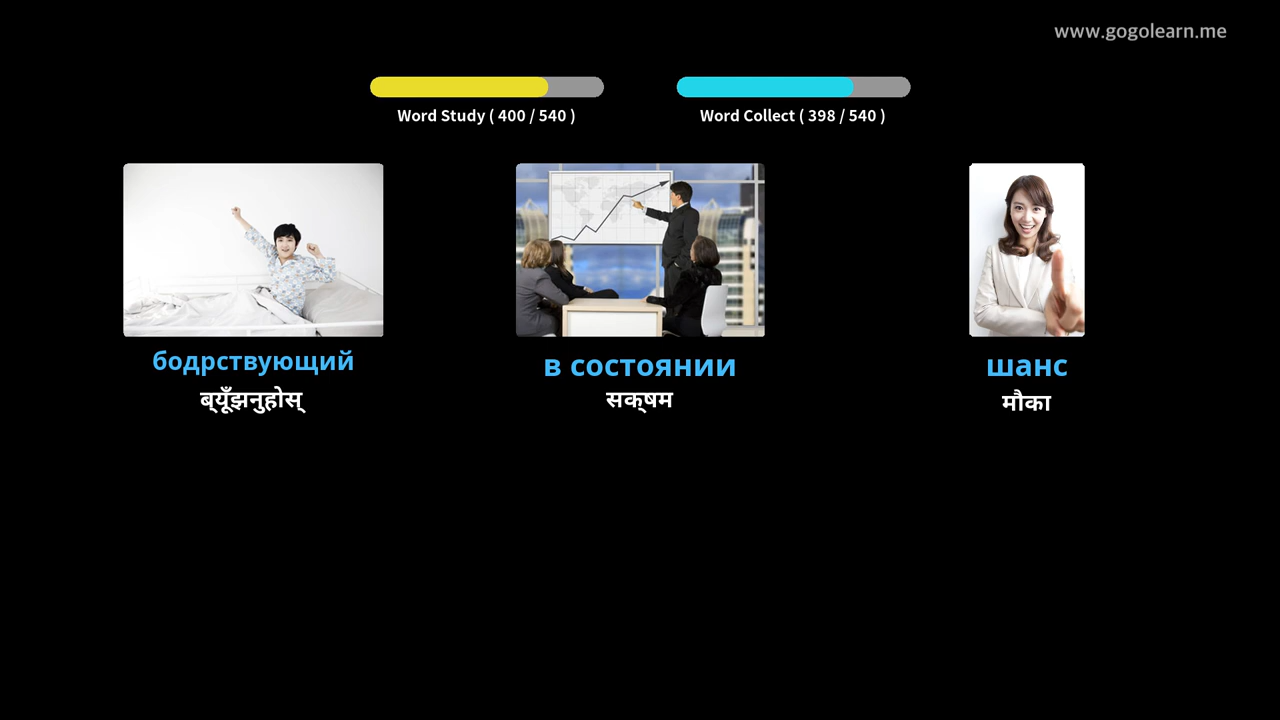 www.gogolearn.me
Word Study ( 400 / 540 )
Word Collect ( 398 / 540 )
бодрствующий
ब्यूँझनुहोस्
в состоянии
सक्षम
шанс
मौका